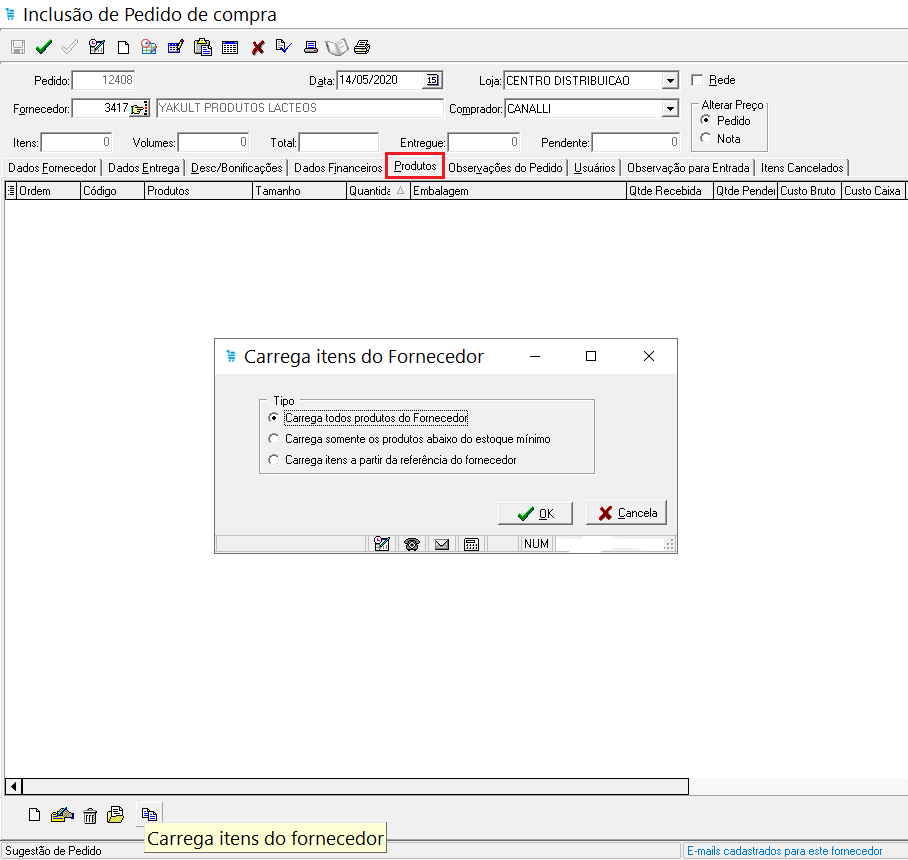 Inclusão de Pedido de compra
Pedido: 12408 Data: 14/05/2020 15 Loja: CENTRO DISTRIBUICAO Rede
Fornecedor: 3417 YAKULT PRODUTOS LACTEOS Comprador: CANALLI
Alterar Preço
Pedido
Nota
Itens: 0 Volumes: 0 Total: Entregue: 0 Pendente: 0
Dados Fornecedor Dados Entrega Desc/Bonificações Dados Financeiros Produtos Observações do Pedido Usuários Observação para Entrada Itens Cancelados
Ordem Código Produtos Tamanho Quantida Embalagem Qtde Recebida Qtde Penden Custo Bruto Custo Caixa
Carrega itens do Fornecedor
Tipo
Carrega todos produtos do Fornecedor
Carrega somente os produtos abaixo do estoque mínimo
Carrega itens a partir da referência do fornecedor
OK Cancela
NUM
Carrega itens do fornecedor
Sugestão de Pedido E-mails cadastrados para este fornecedor